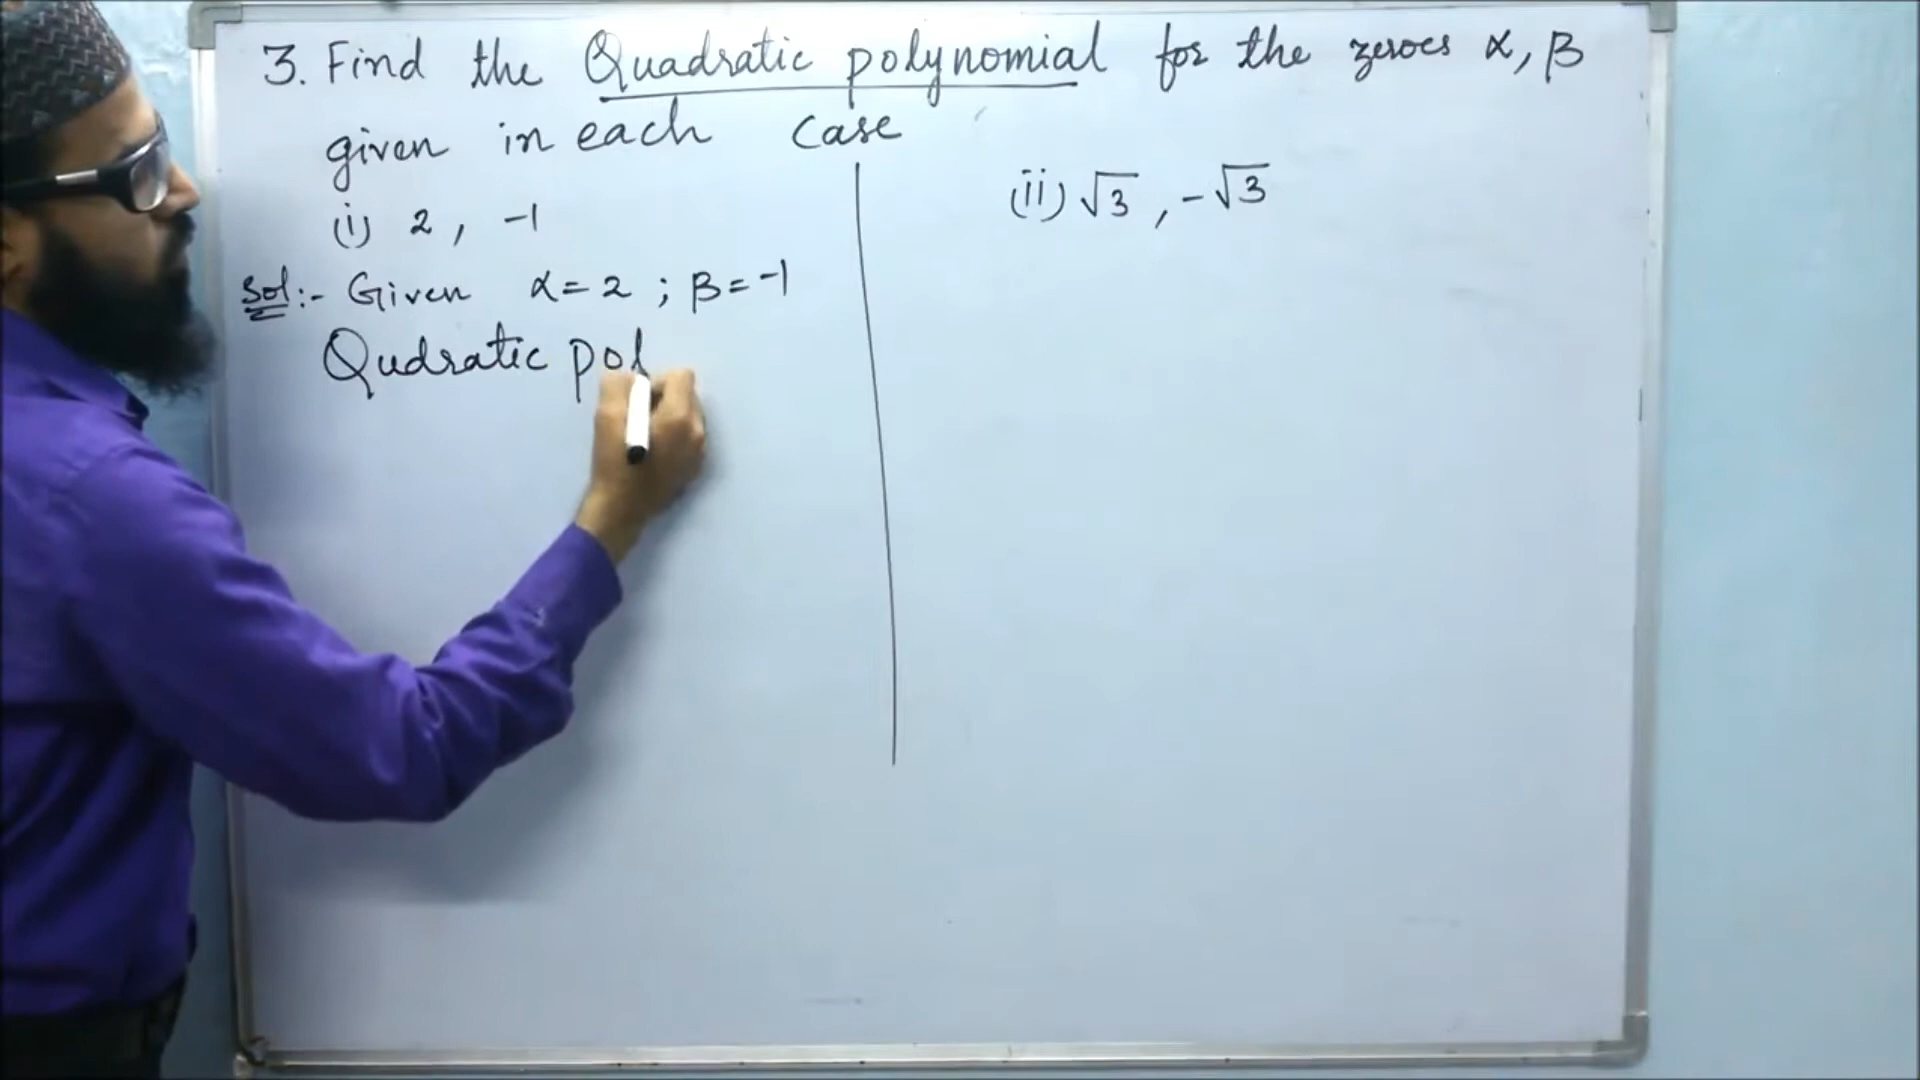 3. Find the Quadratic polynomial for the zeroes α, β
given in each case
(i) 2, -1
(ii) √3, -√3
Sol:- Given α=2 ; β=-1
Qudratic pol